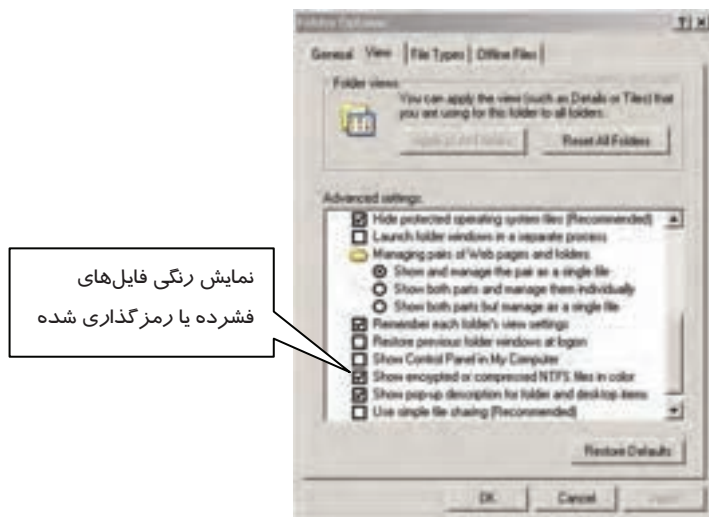 Folder Options
General View File Types Offline Files
Folder views
You can apply the view (such as Details or Tiles) that
you are using for this folder to all folders.
Reset All Folders
Advanced settings:
Hide protected operating system files (Recommended)
Launch folder windows in a separate process
Managing pairs of Web pages and folders
Show and manage the pair as a single file
Show both parts and manage them individually
Show both parts but manage as a single file
Remember each folder's view settings
Restore previous folder windows at logon
Show Control Panel in My Computer
Show encrypted or compressed NTFS files in color
Show pop-up description for folder and desktop items
Use simple file sharing (Recommended)
Restore Defaults
OK Cancel
نمایش رنگی فایل‌های
فشرده یا رمز گذاری شده